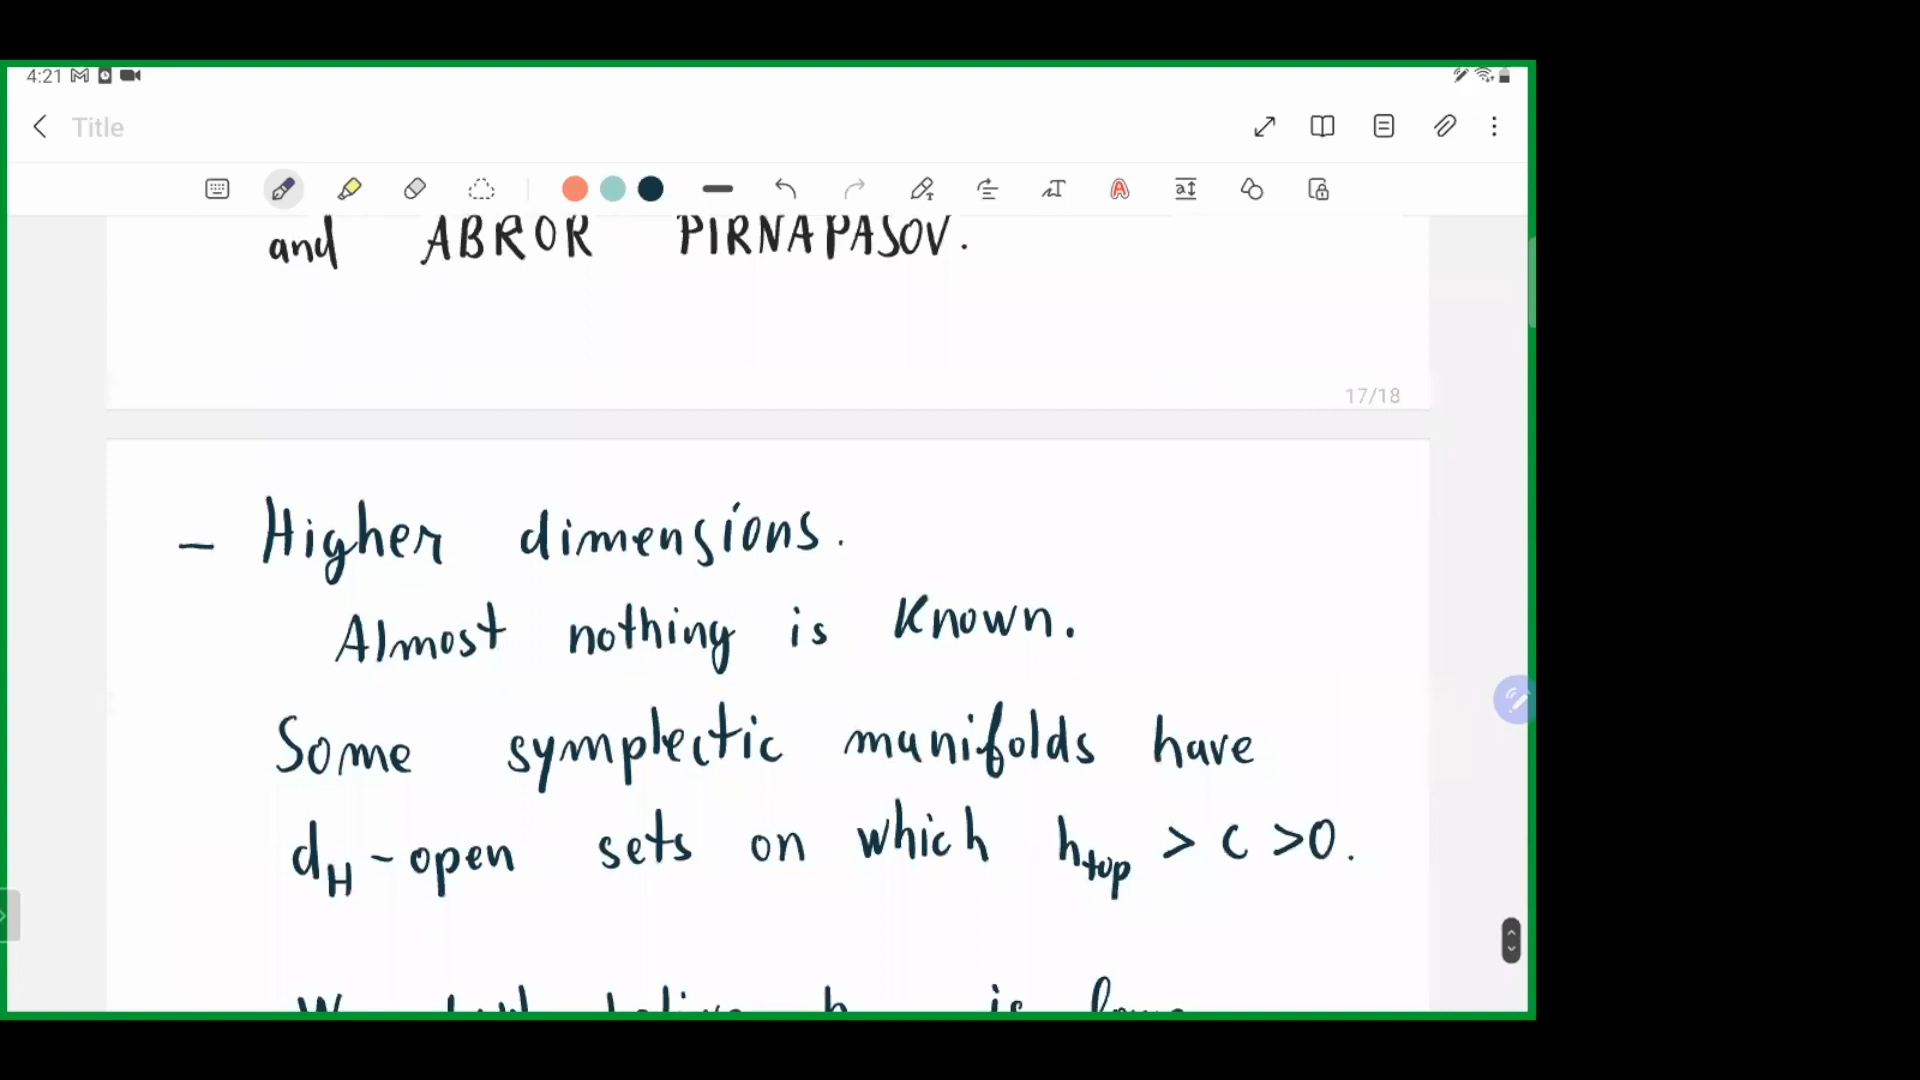 4:21
Title
and ABROR PIRNAPASOV.
17/18
– Higher dimensions.
Almost nothing is known.
Some symplectic manifolds have
d_H - open sets on which h_top > c > 0.
is